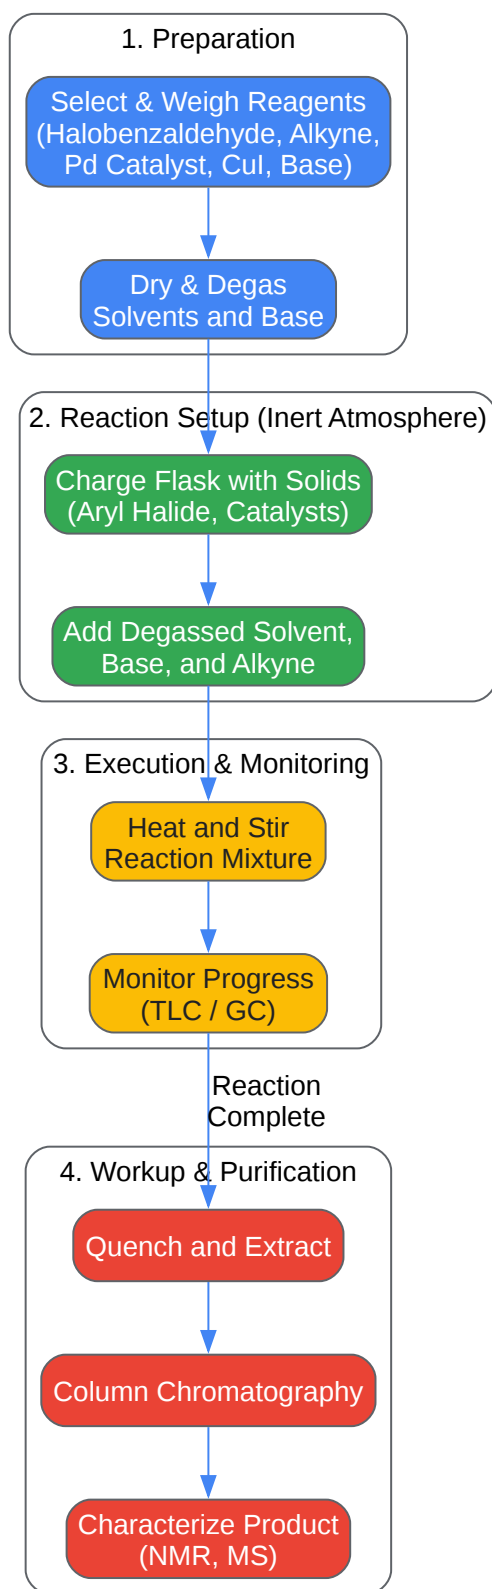 1. Preparation
Select & Weigh Reagents
(Halobenzaldehyde, Alkyne,
Pd Catalyst, CuI, Base)
Dry & Degas
Solvents and Base
2. Reaction Setup (Inert Atmosphere)
Charge Flask with Solids
(Aryl Halide, Catalysts)
Add Degassed Solvent,
Base, and Alkyne
3. Execution & Monitoring
Heat and Stir
Reaction Mixture
Monitor Progress
(TLC / GC)
Reaction
Complete
4. Workup & Purification
Quench and Extract
Column Chromatography
Characterize Product
(NMR, MS)